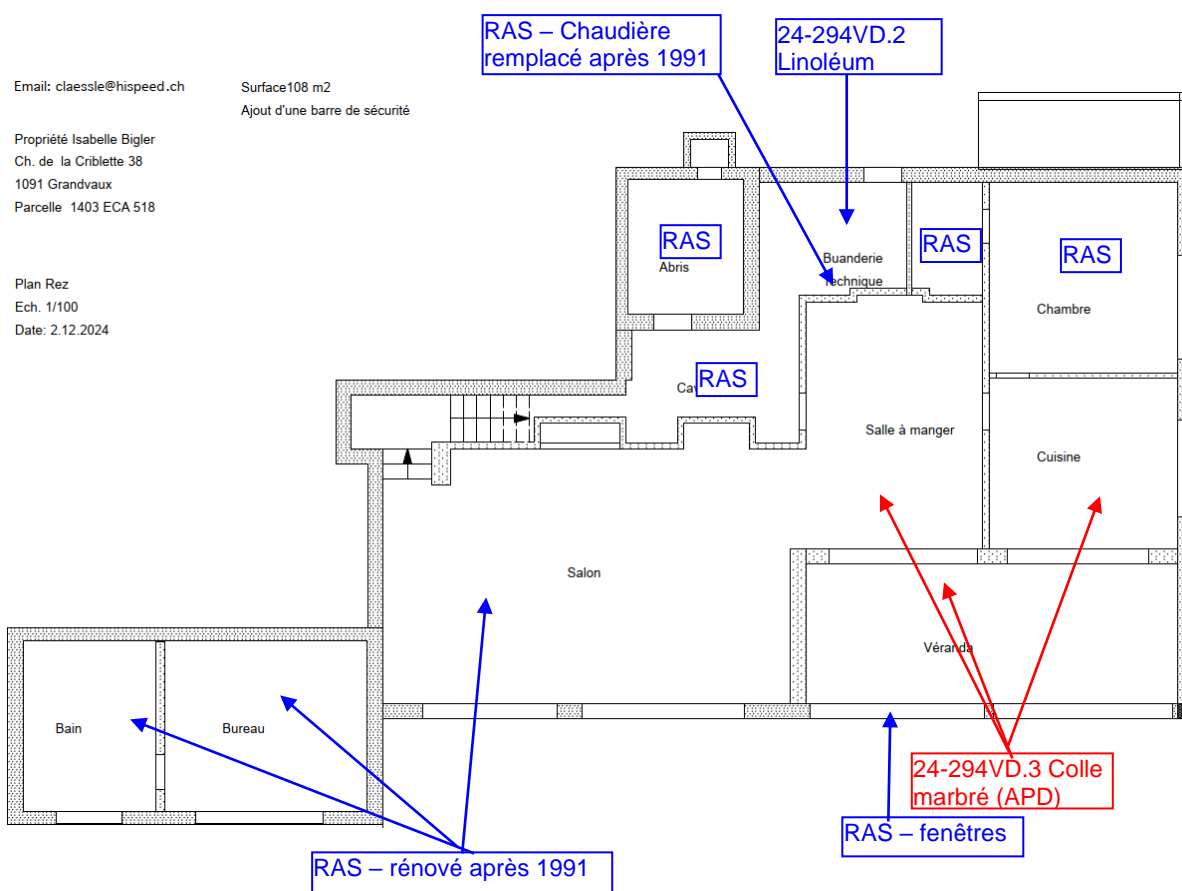 RAS – Chaudière
remplacé après 1991
24-294VD.2
Linoléum
Email: claessle@hispeed.ch
Surface108 m2
Ajout d'une barre de sécurité
Propriété Isabelle Bigler
Ch. de la Criblette 38
1091 Grandvaux
Parcelle 1403 ECA 518
Plan Rez
Ech. 1/100
Date: 2.12.2024
RAS
Abris
Buanderie
Technique
RAS
RAS
Chambre
RAS
Salle à manger
Cuisine
Salon
Véranda
Bain
Bureau
24-294VD.3 Colle
marbré (APD)
RAS – fenêtres
RAS – rénové après 1991